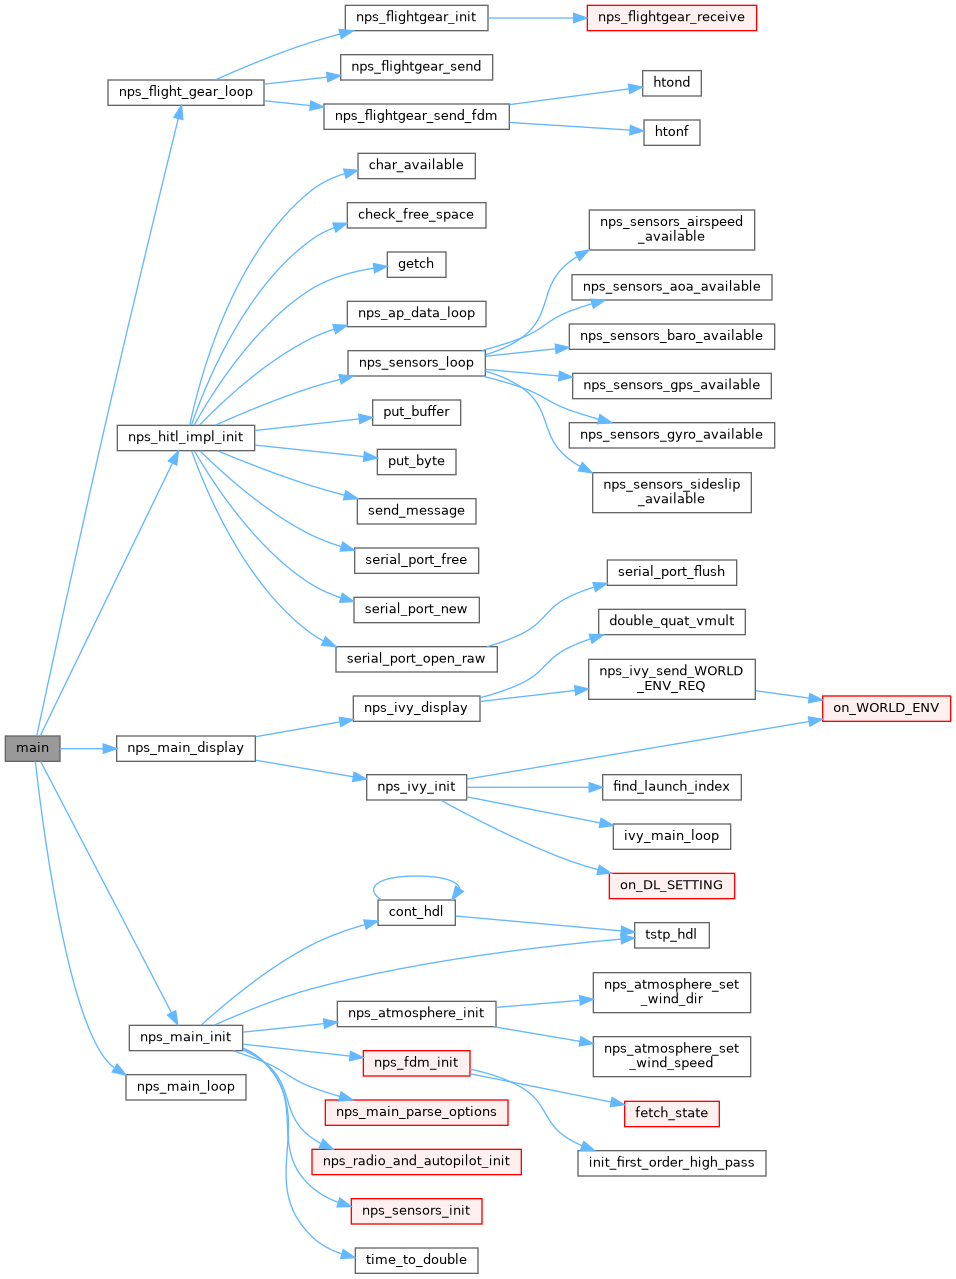 nps_flightgear_init
nps_flightgear_receive
nps_flightgear_send
nps_flight_gear_loop
htond
nps_flightgear_send_fdm
htonf
char_available
check_free_space
nps_sensors_airspeed
_available
getch
nps_sensors_aoa_available
nps_ap_data_loop
nps_sensors_baro_available
nps_sensors_loop
nps_sensors_gps_available
put_buffer
nps_sensors_gyro_available
nps_hitl_impl_init
put_byte
nps_sensors_sideslip
_available
send_message
serial_port_free
serial_port_flush
serial_port_new
double_quat_vmult
serial_port_open_raw
nps_ivy_send_WORLD
_ENV_REQ
nps_ivy_display
on_WORLD_ENV
main
nps_main_display
nps_ivy_init
find_launch_index
ivy_main_loop
on_DL_SETTING
cont_hdl
tstp_hdl
nps_atmosphere_set
_wind_dir
nps_atmosphere_init
nps_main_init
nps_atmosphere_set
_wind_speed
nps_fdm_init
nps_main_loop
nps_main_parse_options
fetch_state
nps_radio_and_autopilot_init
init_first_order_high_pass
nps_sensors_init
time_to_double